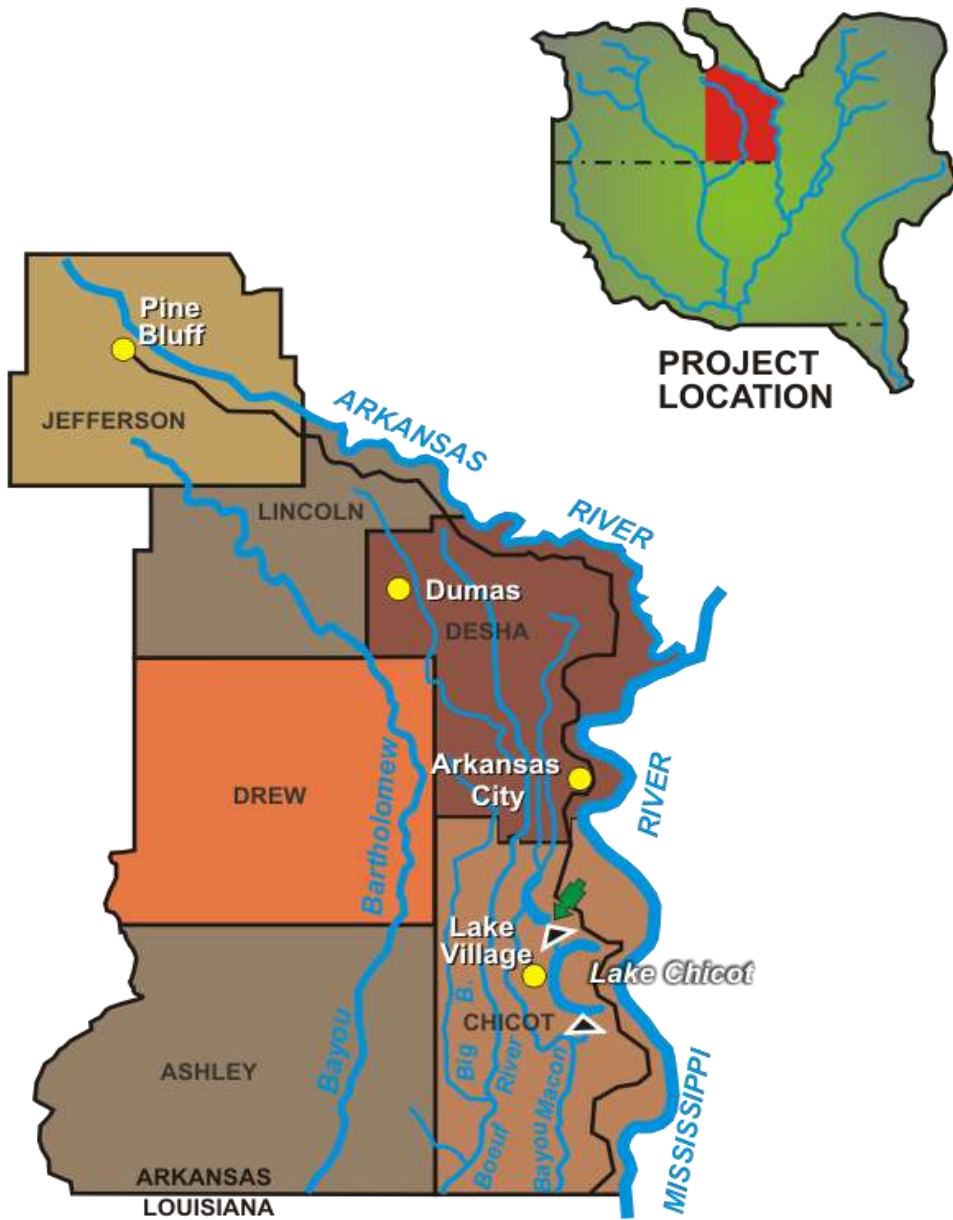 PROJECT
LOCATION
Pine
Bluff
JEFFERSON
ARKANSAS
RIVER
LINCOLN
Dumas
DESHA
Arkansas
City
RIVER
DREW
Bartholomew
Bayou
Lake
Village
Lake Chicot
CHICOT
Big
B.
River
Boeuf
Macon
Bayou
MISSISSIPPI
ASHLEY
ARKANSAS
LOUISIANA